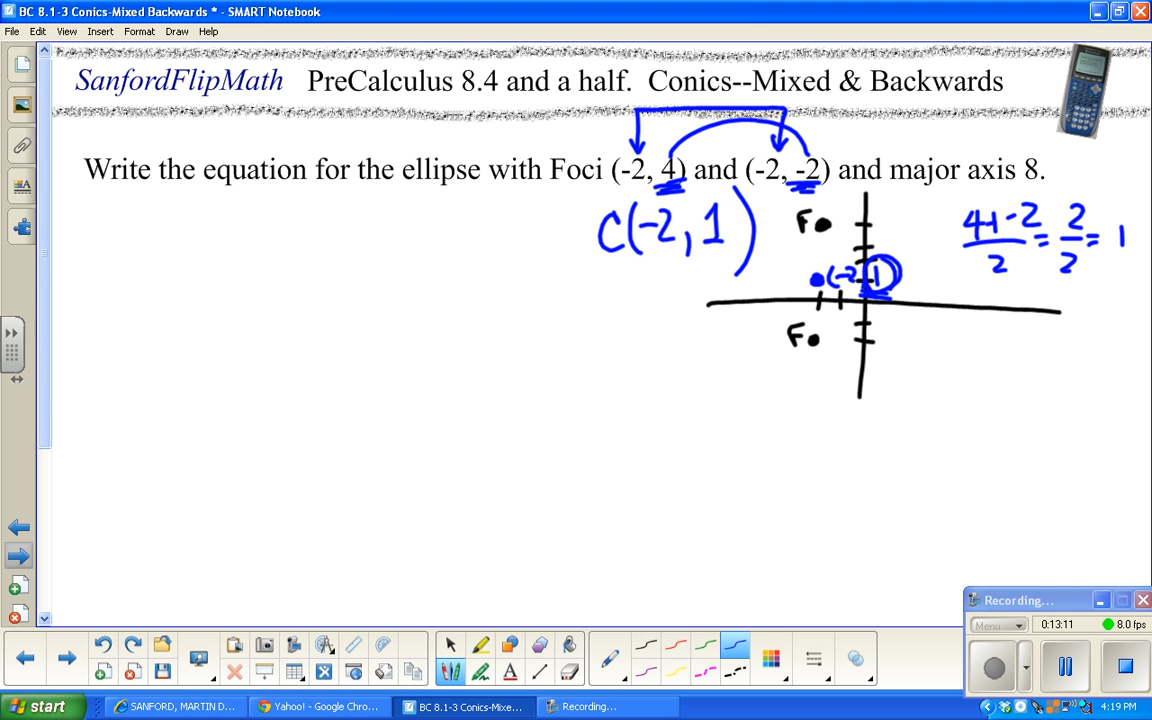 BC 8.1-3 Conics-Mixed Backwards * - SMART Notebook
File Edit View Insert Format Draw Help
SanfordFlipMath PreCalculus 8.4 and a half. Conics--Mixed & Backwards
Write the equation for the ellipse with Foci (-2, 4) and (-2, -2) and major axis 8.
C(-2, 1)
F
4+-2/2 = 2/2 = 1
(-2, 1)
F
Recording...
Menu
0:13:11
8.0 fps
start
SANFORD, MARTIN D...
Yahoo! - Google Chro...
BC 8.1-3 Conics-Mixe...
Recording...
4:19 PM